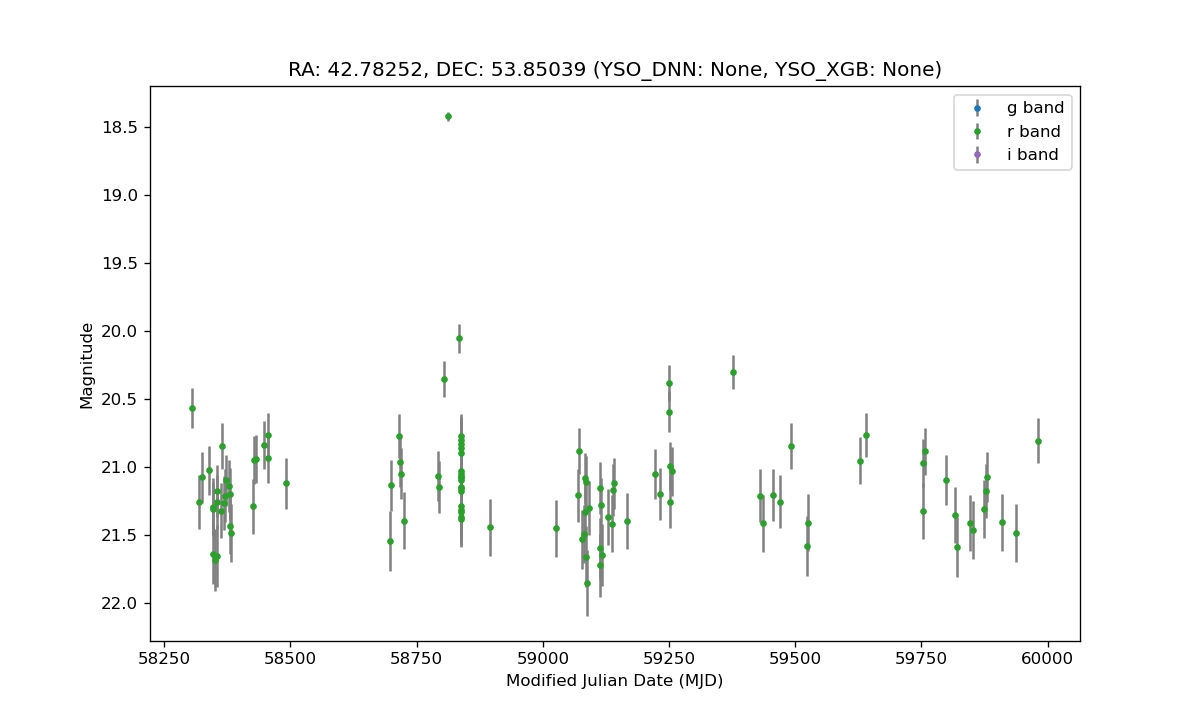 RA: 42.78252, DEC: 53.85039 (YSO_DNN: None, YSO_XGB: None)
g band
r band
i band
18.5
19.0
19.5
20.0
20.5
21.0
21.5
22.0
Magnitude
58250 58500 58750 59000 59250 59500 59750 60000
Modified Julian Date (MJD)